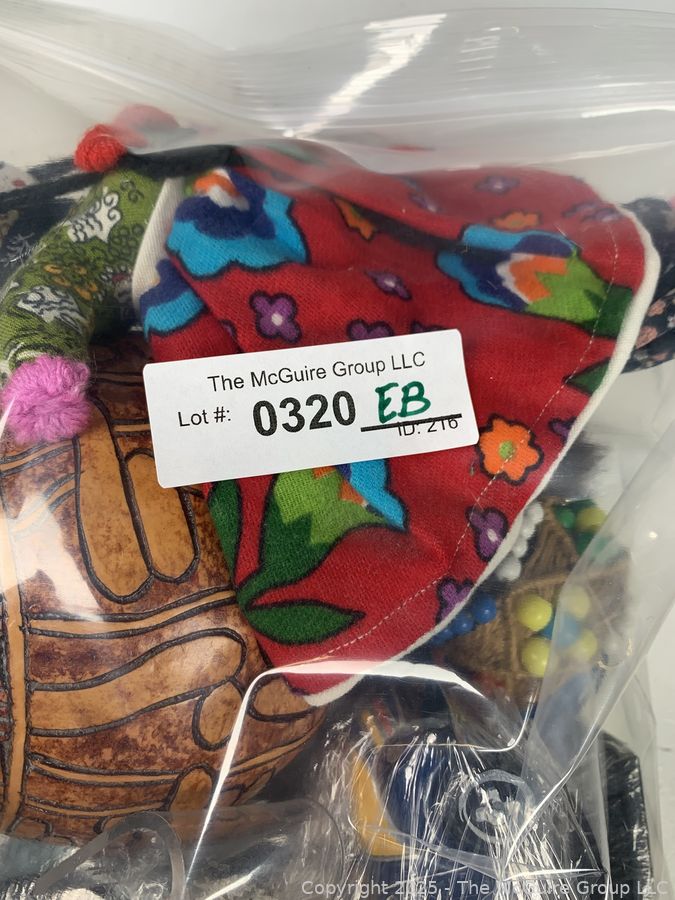 The McGuire Group LLC
Lot #: 0320 EB
ID: 216
Copyright 2025 - The McGuire Group LLC